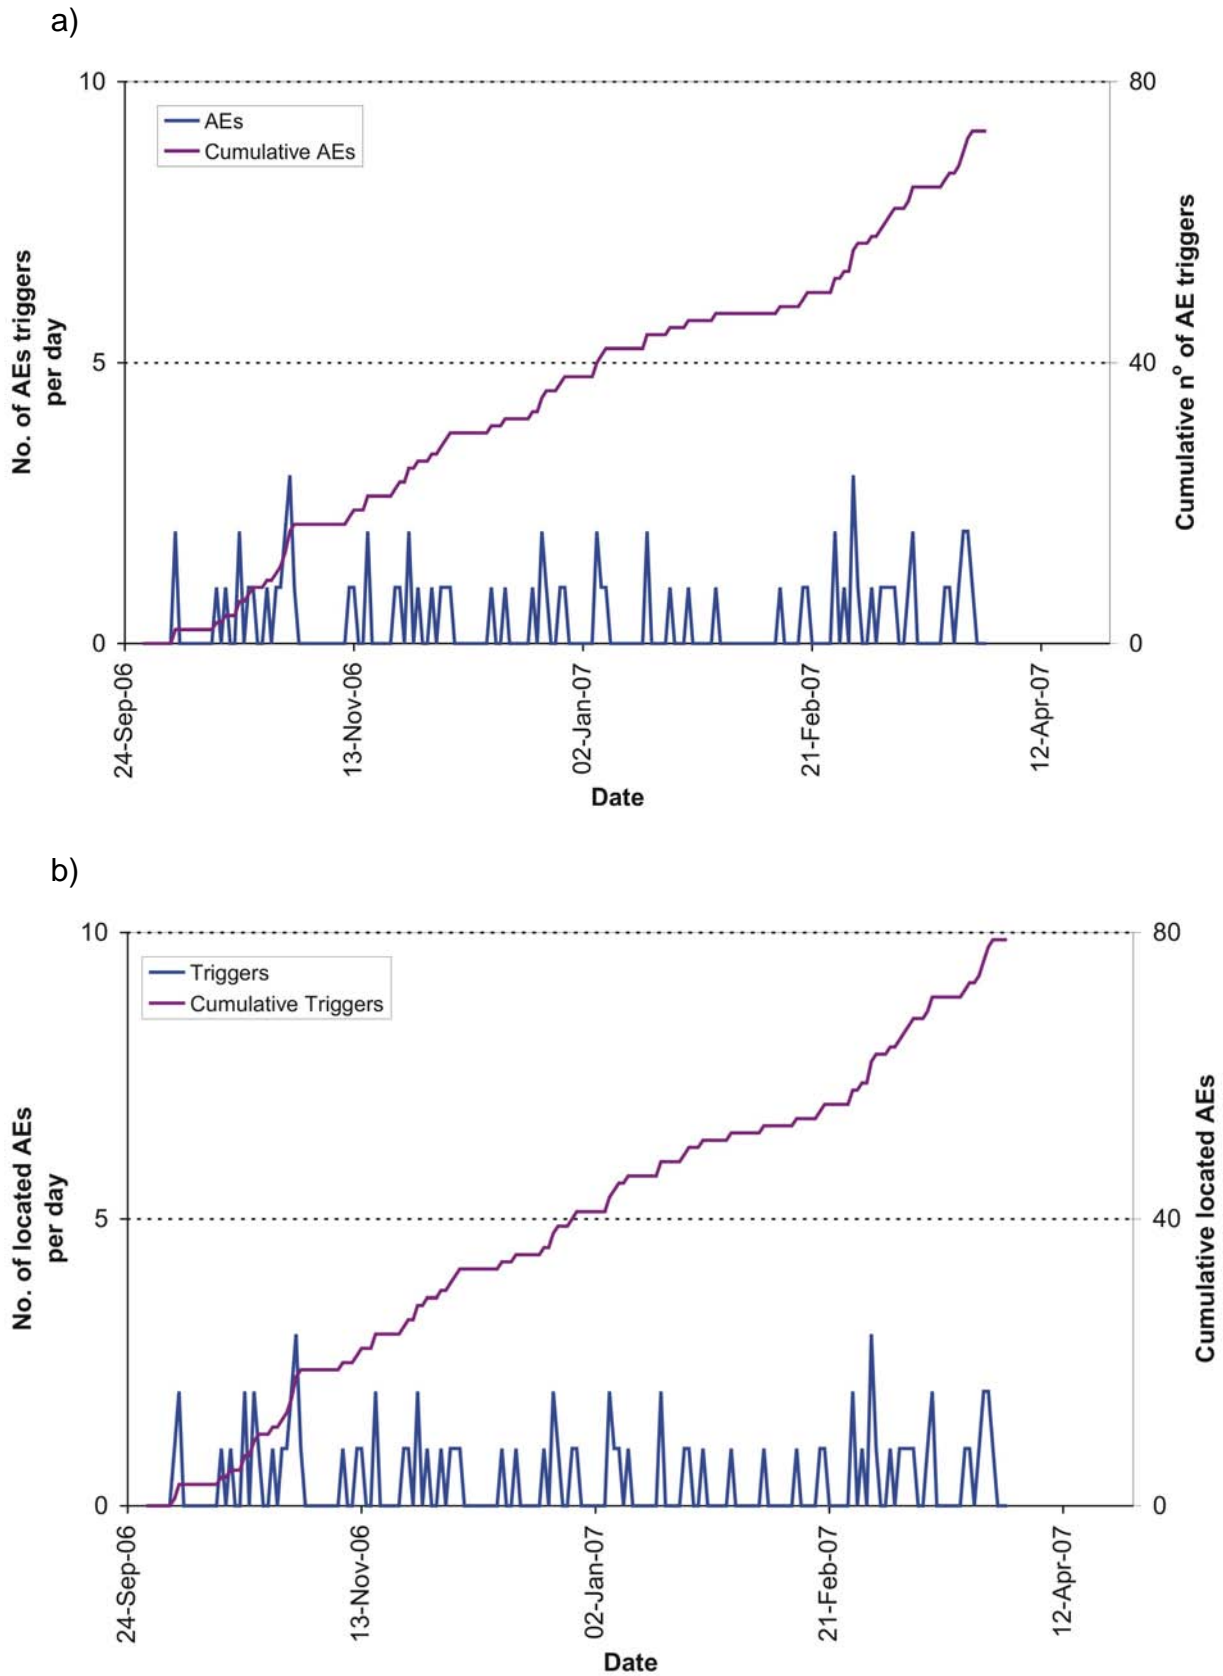 a)
10
80
AEs
Cumulative AEs
No. of AEs triggers
per day
Cumulative n° of AE triggers
5
40
0
0
24-Sep-06
13-Nov-06
02-Jan-07
21-Feb-07
12-Apr-07
Date
b)
10
80
Triggers
Cumulative Triggers
No. of located AEs
per day
Cumulative located AEs
5
40
0
0
24-Sep-06
13-Nov-06
02-Jan-07
21-Feb-07
12-Apr-07
Date